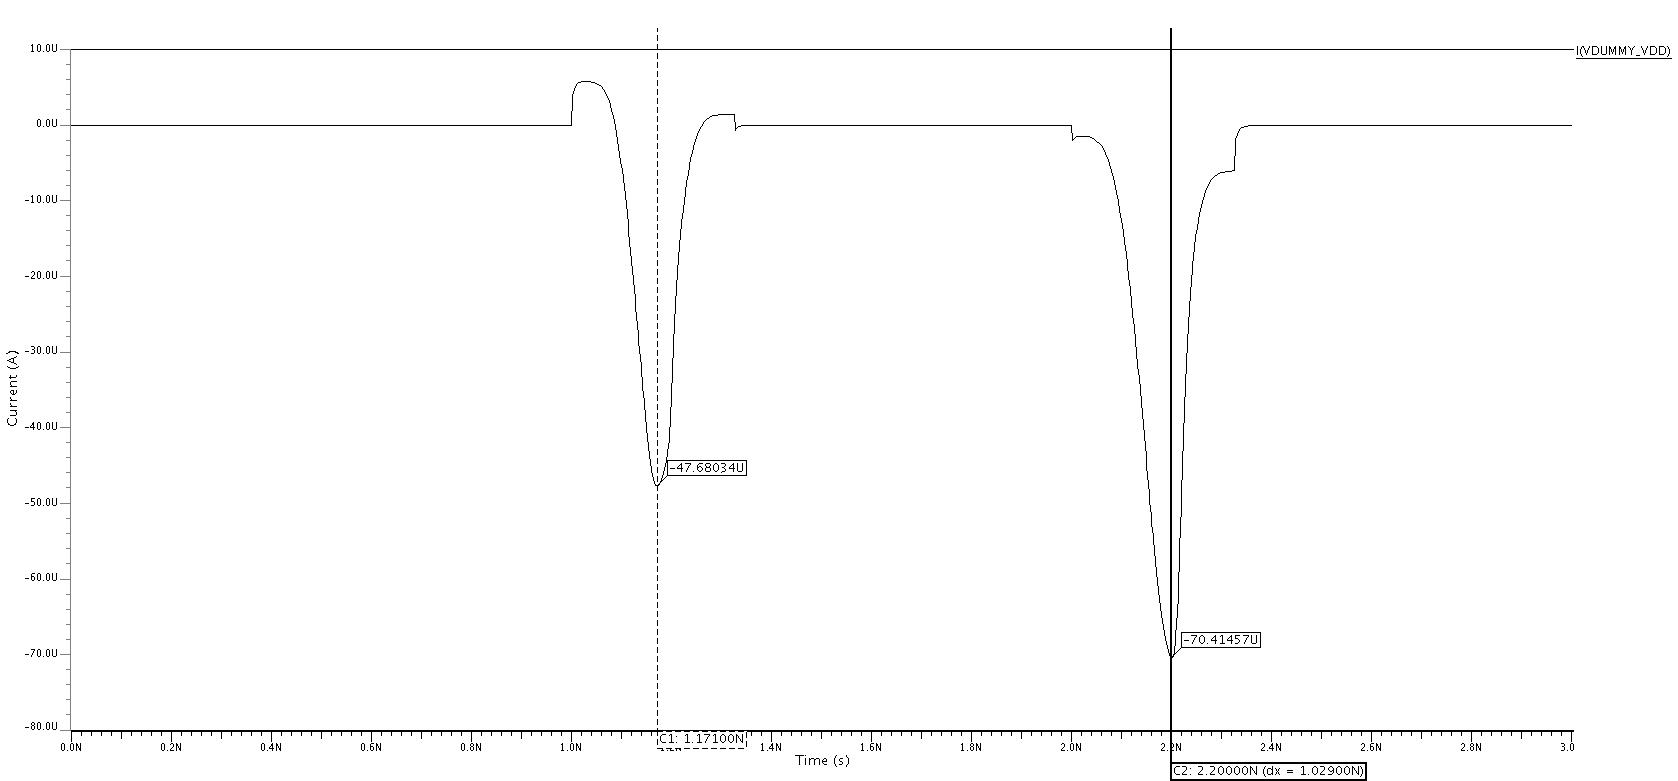 10.0U
I(VDUMMY_VDD)
0.0U
-10.0U
-20.0U
-30.0U
Current (A)
-40.0U
-47.68034U
-50.0U
-60.0U
-70.41457U
-70.0U
-80.0U
C1: 1.17100N
0.0N 0.2N 0.4N 0.6N 0.8N 1.0N 1.2N 1.4N 1.6N 1.8N 2.0N 2.2N 2.4N 2.6N 2.8N 3.0
Time (s)
C2: 2.20000N (dx = 1.02900N)